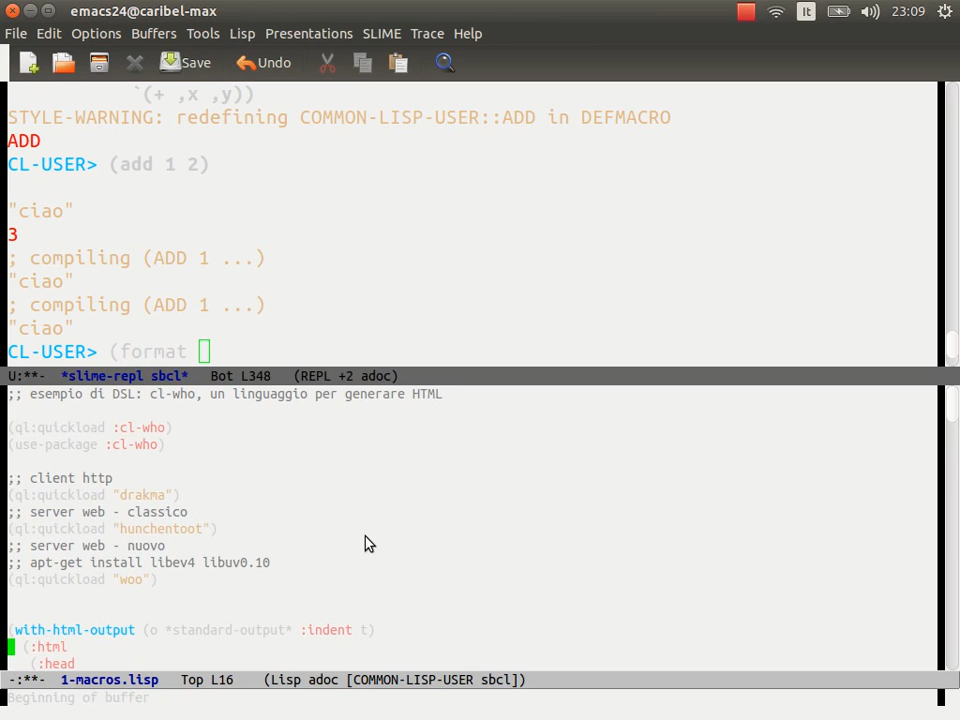 emacs24@caribel-max
It
23:09
File Edit Options Buffers Tools Lisp Presentations SLIME Trace Help
Save Undo
`(+ ,x ,y))
STYLE-WARNING: redefining COMMON-LISP-USER::ADD in DEFMACRO
ADD
CL-USER> (add 1 2)
"ciao"
3
; compiling (ADD 1 ...)
"ciao"
; compiling (ADD 1 ...)
"ciao"
CL-USER> (format
U:**- *slime-repl sbcl* Bot L348 (REPL +2 adoc)
;; esempio di DSL: cl-who, un linguaggio per generare HTML
(ql:quickload :cl-who)
(use-package :cl-who)
;; client http
(ql:quickload "drakma")
;; server web - classico
(ql:quickload "hunchentoot")
;; server web - nuovo
;; apt-get install libev4 libuv0.10
(ql:quickload "woo")
(with-html-output (o *standard-output* :indent t)
(:html
(:head
-:**- 1-macros.lisp Top L16 (Lisp adoc [COMMON-LISP-USER sbcl])
Beginning of buffer